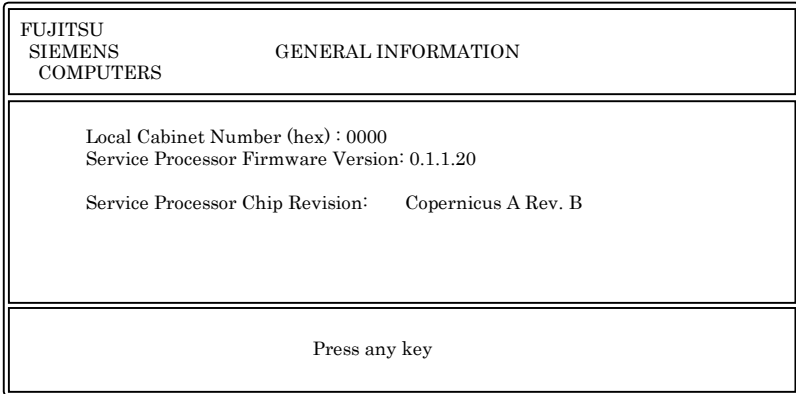 FUJITSU
SIEMENS
COMPUTERS
GENERAL INFORMATION
Local Cabinet Number (hex) : 0000
Service Processor Firmware Version: 0.1.1.20
Service Processor Chip Revision: Copernicus A Rev. B
Press any key